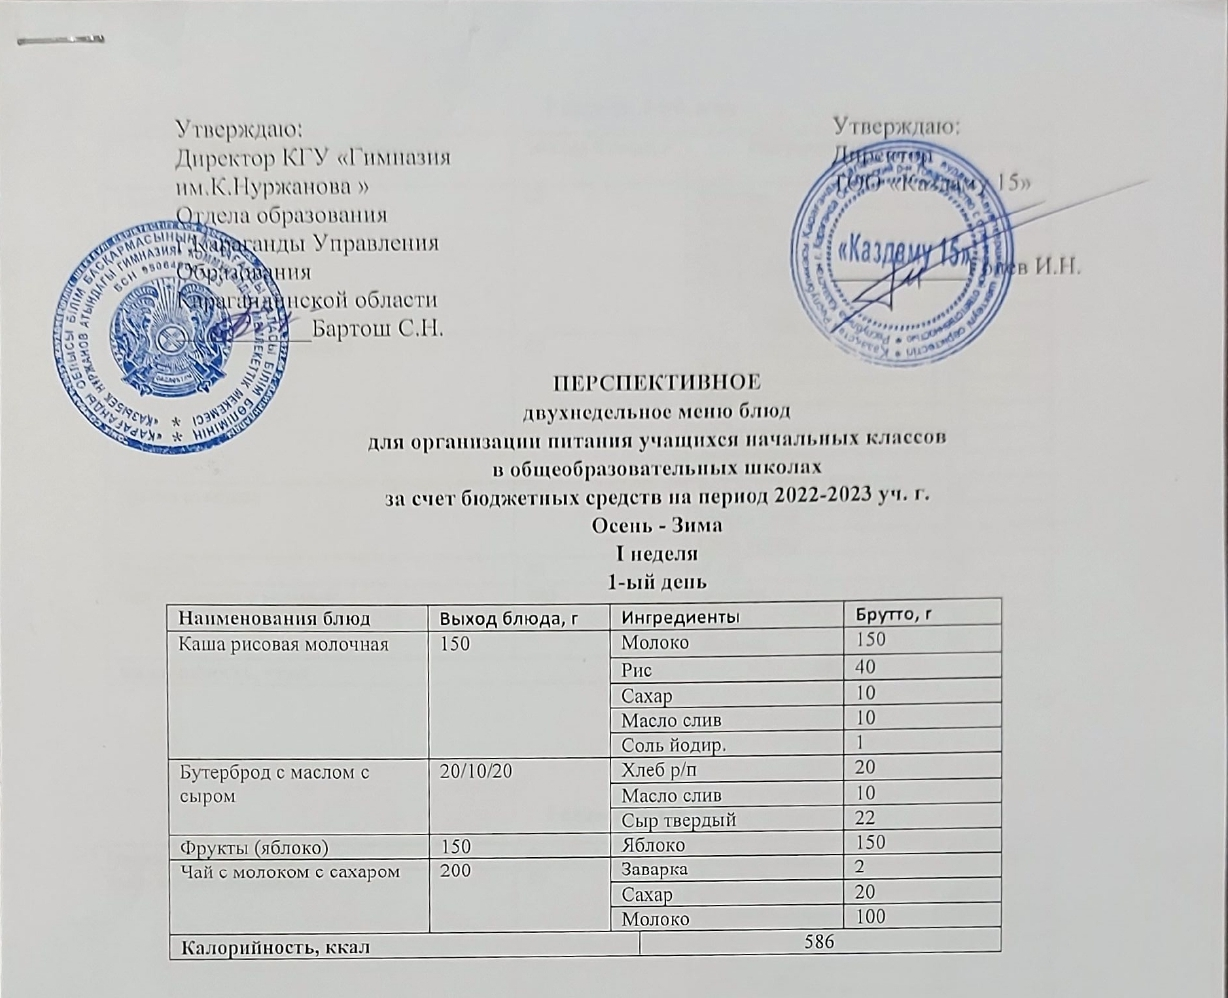 Утверждаю:
Директор КГУ «Гимназия
им.К.Нуржанова »
Отдела образования
Караганды Управления
Образования
Карагандинской области
Бартош С.Н.
Утверждаю:
Директор
ТОО «Каздаму 15»
И.Н.
«Каздаму 15»
ПЕРСПЕКТИВНОЕ
двухнедельное меню блюд
для организации питания учащихся начальных классов
в общеобразовательных школах
за счет бюджетных средств на период 2022-2023 уч. г.
Осень - Зима
I неделя
1-ый день
Наименования блюд Выход блюда, г Ингредиенты Брутто, г
Каша рисовая молочная 150 Молоко 150
Рис 40
Сахар 10
Масло слив 10
Соль йодир. 1
Бутерброд с маслом с 20/10/20 Хлеб р/п 20
сыром Масло слив 10
Сыр твердый 22
Фрукты (яблоко) 150 Яблоко 150
Чай с молоком с сахаром 200 Заварка 2
Сахар 20
Молоко 100
Калорийность, ккал 586